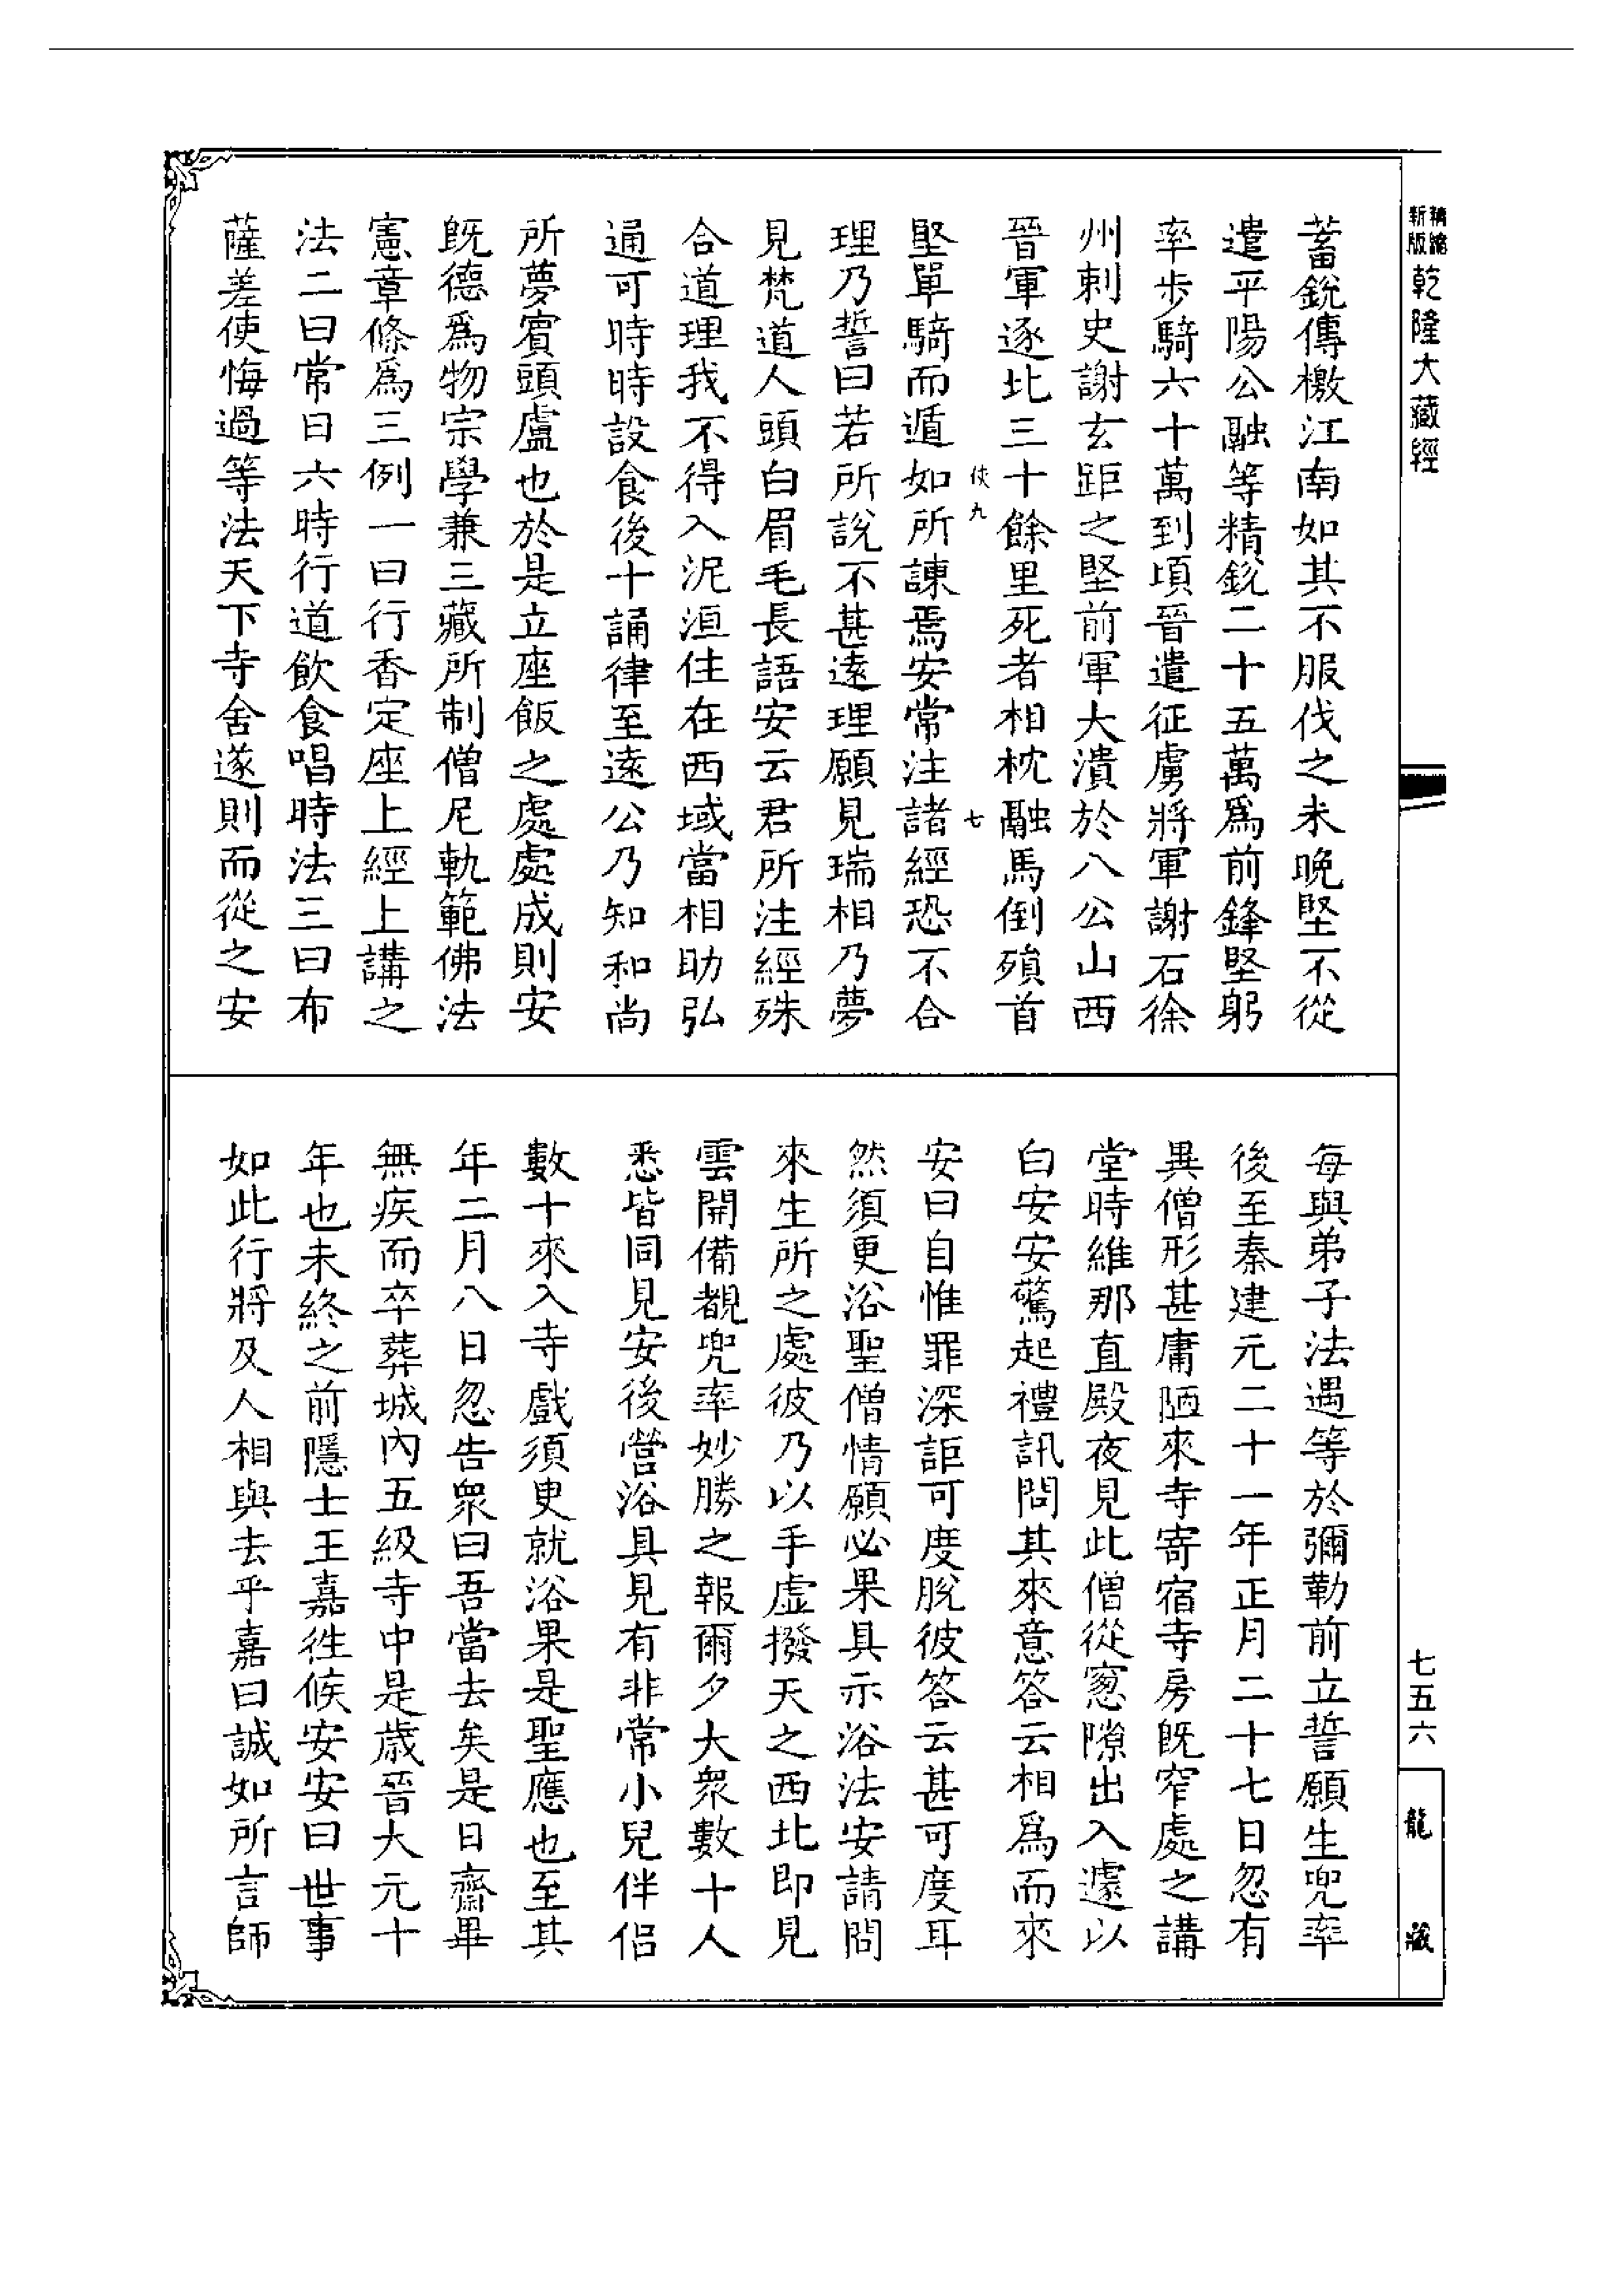 新編縮版乾隆大藏經
蓄銳傳檄江南如其不服伐之未晚堅不從
遣平陽公融等精銳二十五萬爲前鋒堅躬
率步騎六十萬到項晉遣征虜將軍謝石徐
州刺史謝玄距之堅前軍大潰於八公山西
晉軍逐北三十餘里死者相枕融馬倒殞首
俠九 七
堅單騎而遁如所諫焉安常注諸經恐不合
理乃誓曰若所說不甚遠理願見瑞相乃夢
見梵道人頭白眉毛長語安云君所注經殊
合道理我不得入泥洹住在西域當相助弘
通可時時設食後十誦律至遠公乃知和尚
所夢賓頭盧也於是立座飯之處處成則安
既德爲物宗學兼三藏所制僧尼軌範佛法
憲章條爲三例一曰行香定座上經上講之
法二曰常日六時行道飲食唱時法三曰布
薩差使悔過等法天下寺舍遂則而從之安
每與弟子法遇等於彌勒前立誓願生兜率
後至秦建元二十一年正月二十七日忽有
異僧形甚庸陋來寺寄宿寺房既窄處之講
堂時維那直殿夜見此僧從窻隙出入遽以
白安安驚起禮訊問其來意答云相爲而來
安曰自惟罪深詎可度脫彼答云甚可度耳
然須更浴聖僧情願必果具示浴法安請問
來生所之處彼乃以手虛撥天之西北即見
雲開備覩兜率妙勝之報爾夕大衆數十人
悉皆同見安後營浴具見有非常小兒伴侶
數十來入寺戲須更就浴果是聖應也至其
年二月八日忽告衆曰吾當去矣是日齋畢
無疾而卒葬城內五級寺中是歲晉大元十
年也未終之前隱士王嘉徃候安安曰世事
如此行將及人相與去乎嘉曰誠如所言師
七五六
龍藏